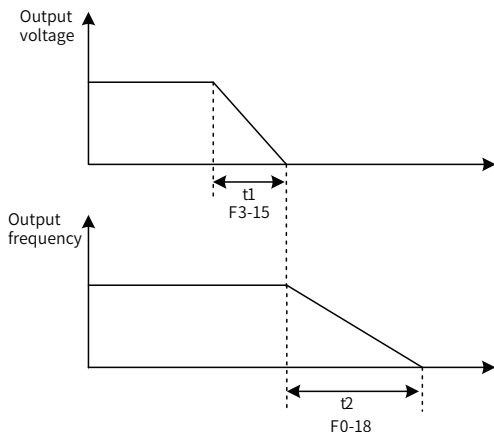 Output
voltage
t1
F3-15
Output
frequency
t2
F0-18